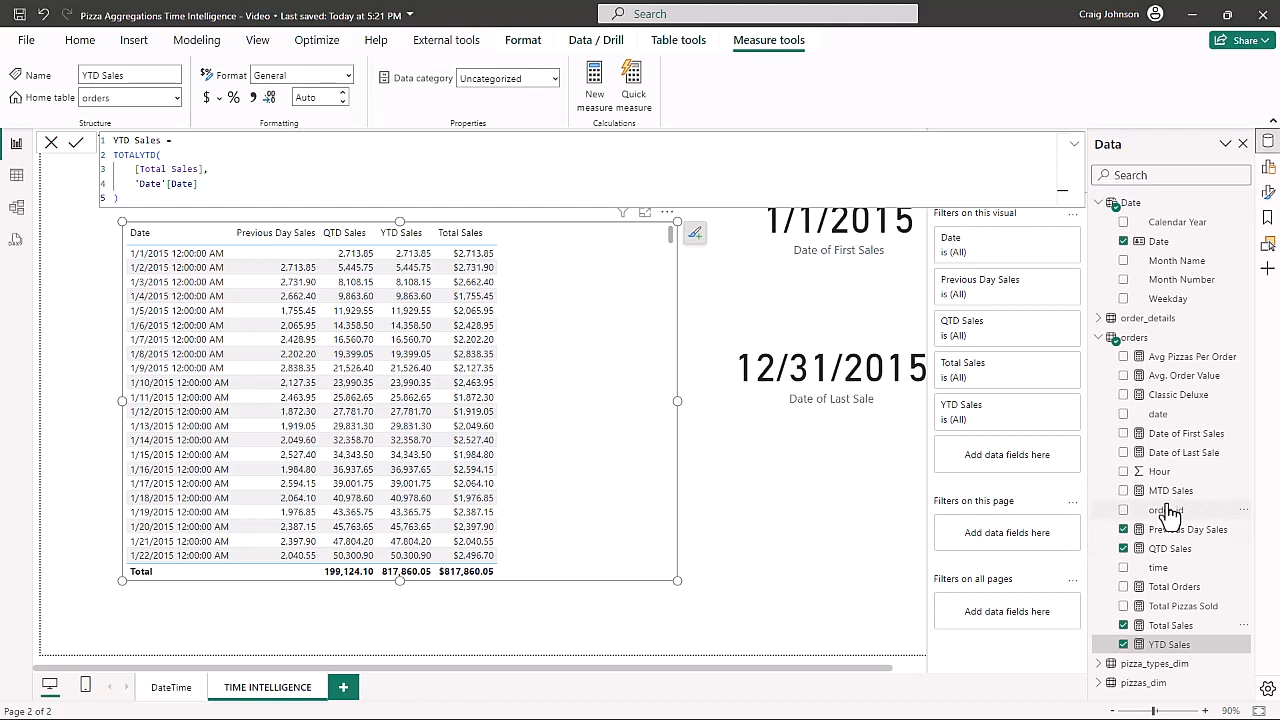 Pizza Aggregations Time Intelligence - Video • Last saved: Today at 5:21 PM
Search
Craig Johnson
File Home Insert Modeling View Optimize Help External tools Format Data / Drill Table tools Measure tools Share
Name YTD Sales
Home table orders
Structure
Format General
$ % Auto
Formatting
Data category Uncategorized
Properties
New measure
Quick measure
Calculations
1 YTD Sales =
2 TOTALYTD(
3 [Total Sales],
4 'Date'[Date]
5 )
Date Previous Day Sales QTD Sales YTD Sales Total Sales
1/1/2015 12:00:00 AM 2,713.85 2,713.85 $2,713.85
1/2/2015 12:00:00 AM 2,713.85 5,445.75 5,445.75 $2,731.90
1/3/2015 12:00:00 AM 2,731.90 8,108.15 8,108.15 $2,662.40
1/4/2015 12:00:00 AM 2,662.40 9,863.60 9,863.60 $1,755.45
1/5/2015 12:00:00 AM 1,755.45 11,929.55 11,929.55 $2,065.95
1/6/2015 12:00:00 AM 2,065.95 14,358.50 14,358.50 $2,428.95
1/7/2015 12:00:00 AM 2,428.95 16,560.70 16,560.70 $2,202.20
1/8/2015 12:00:00 AM 2,202.20 19,399.05 19,399.05 $2,838.35
1/9/2015 12:00:00 AM 2,838.35 21,526.40 21,526.40 $2,127.35
1/10/2015 12:00:00 AM 2,127.35 23,990.35 23,990.35 $2,463.95
1/11/2015 12:00:00 AM 2,463.95 25,862.65 25,862.65 $1,872.30
1/12/2015 12:00:00 AM 1,872.30 27,781.70 27,781.70 $1,919.05
1/13/2015 12:00:00 AM 1,919.05 29,831.30 29,831.30 $2,049.60
1/14/2015 12:00:00 AM 2,049.60 32,358.70 32,358.70 $2,527.40
1/15/2015 12:00:00 AM 2,527.40 34,343.50 34,343.50 $1,984.80
1/16/2015 12:00:00 AM 1,984.80 36,937.65 36,937.65 $2,594.15
1/17/2015 12:00:00 AM 2,594.15 39,001.75 39,001.75 $2,064.10
1/18/2015 12:00:00 AM 2,064.10 40,978.60 40,978.60 $1,976.85
1/19/2015 12:00:00 AM 1,976.85 43,365.75 43,365.75 $2,387.15
1/20/2015 12:00:00 AM 2,387.15 45,763.65 45,763.65 $2,397.90
1/21/2015 12:00:00 AM 2,397.90 47,804.20 47,804.20 $2,040.55
1/22/2015 12:00:00 AM 2,040.55 50,300.90 50,300.90 $2,496.70
Total 199,124.10 817,860.05 $817,860.05
1/1/2015
Date of First Sales
12/31/2015
Date of Last Sale
Filters on this visual
Date
is (All)
Previous Day Sales
is (All)
QTD Sales
is (All)
Total Sales
is (All)
YTD Sales
is (All)
Add data fields here
Filters on this page
Add data fields here
Filters on all pages
Add data fields here
Data
Search
Date
Calendar Year
Date
Month Name
Month Number
Weekday
order_details
orders
Avg Pizzas Per Order
Avg. Order Value
Classic Deluxe
date
Date of First Sales
Date of Last Sale
Hour
MTD Sales
Previous Day Sales
QTD Sales
time
Total Orders
Total Pizzas Sold
Total Sales
YTD Sales
pizza_types_dim
pizzas_dim
DateTime TIME INTELLIGENCE
Page 2 of 2
90%